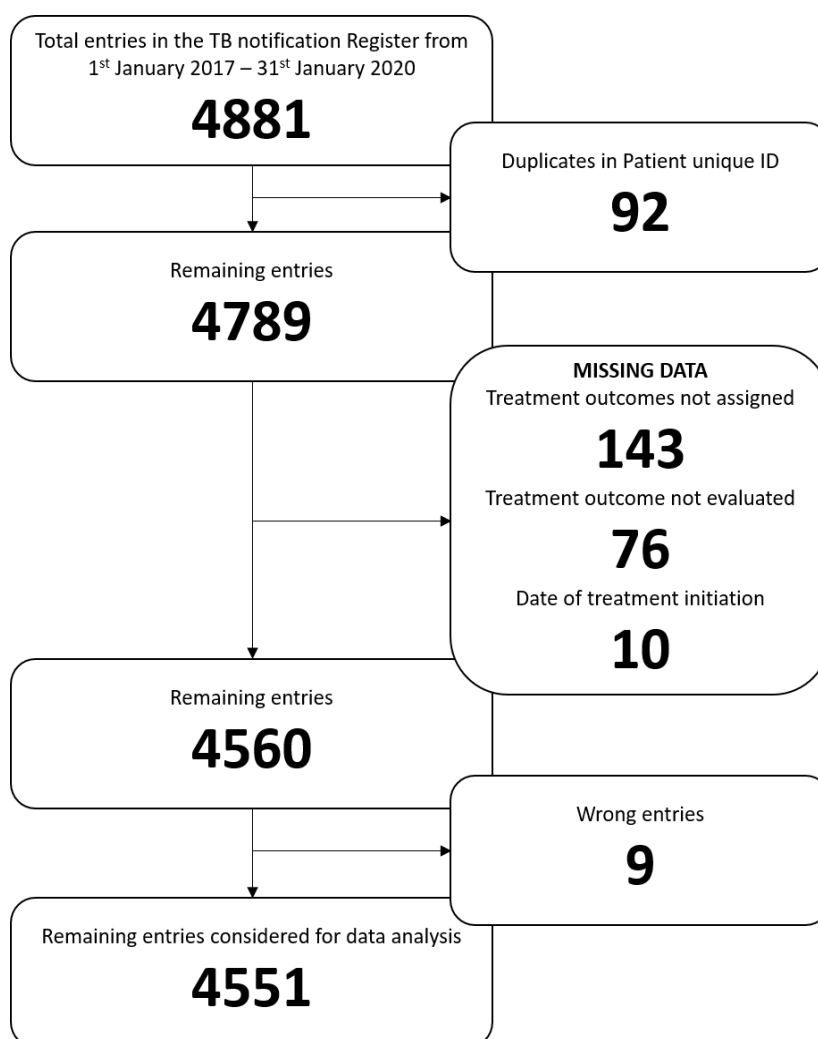 Total entries in the TB notification Register from
1st January 2017 – 31st January 2020
4881
Duplicates in Patient unique ID
92
Remaining entries
4789
MISSING DATA
Treatment outcomes not assigned
143
Treatment outcome not evaluated
76
Date of treatment initiation
10
Remaining entries
4560
Wrong entries
9
Remaining entries considered for data analysis
4551